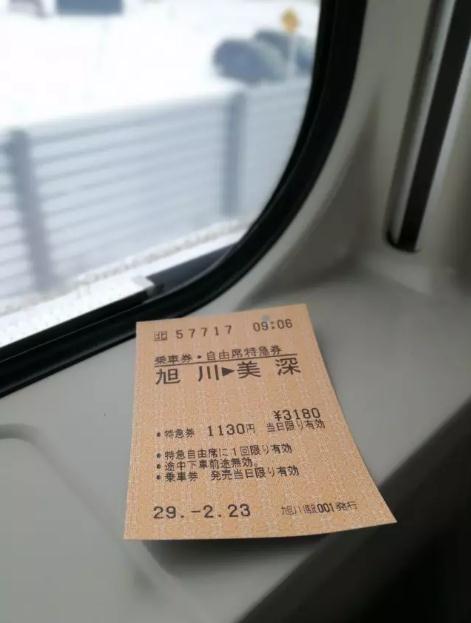 北 57717 09:06
乗車券・自由席特急券
旭川▶美深
¥3180
•特急券 1130円 当日限り有効
•特急自由席に1回限り有効
•途中下車前途無効。
•乗車券 発売当日限り有効
29.-2.23 旭川駅001発行